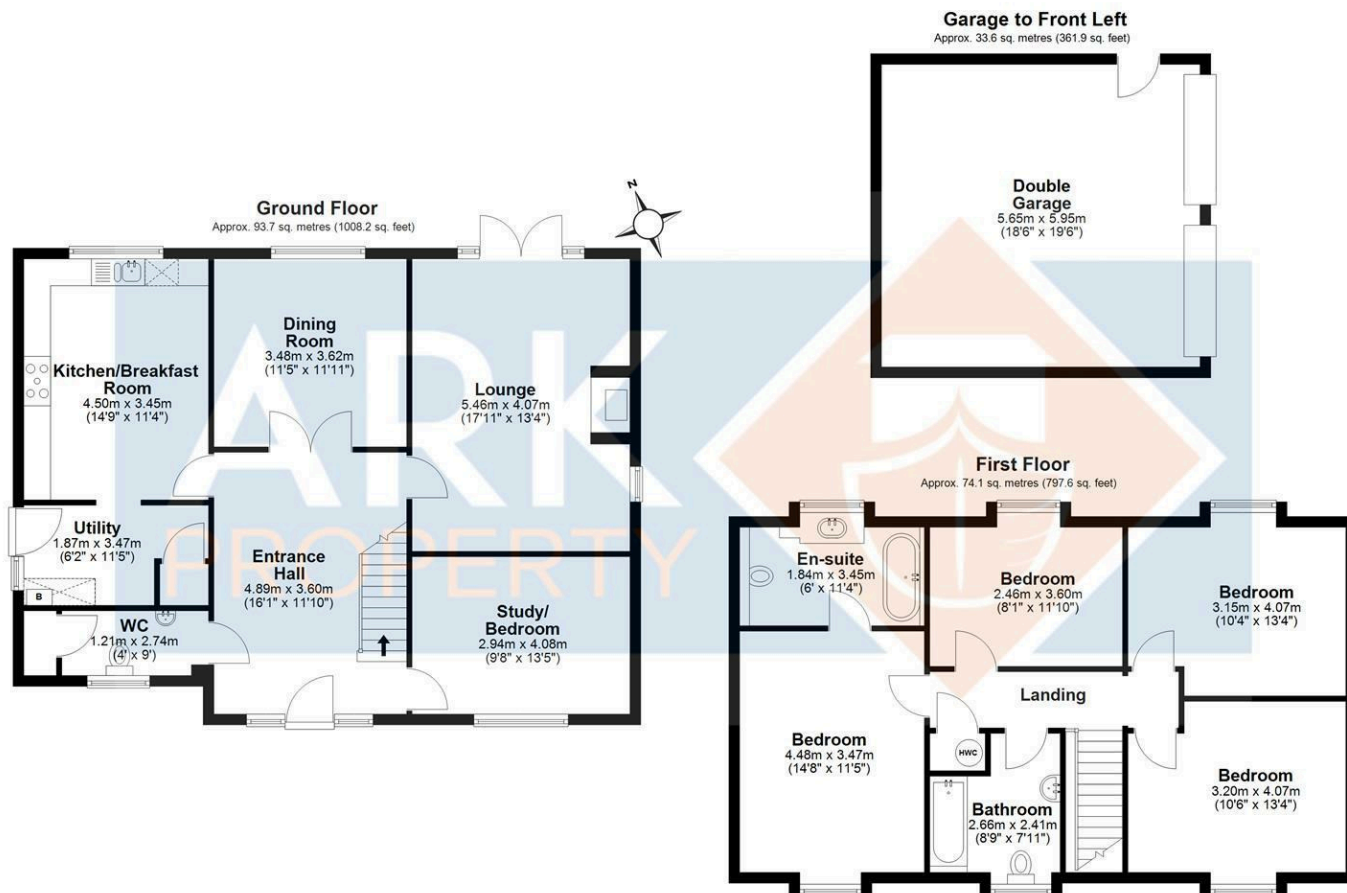 Garage to Front Left
Approx. 33.6 sq. metres (361.9 sq. feet)
Double
Garage
5.65m x 5.95m
(18'6" x 19'6")
N
Ground Floor
Approx. 93.7 sq. metres (1008.2 sq. feet)
Kitchen/Breakfast
Room
4.50m x 3.45m
(14'9" x 11'4")
Dining
Room
3.48m x 3.62m
(11'5" x 11'11")
Lounge
5.46m x 4.07m
(17'11" x 13'4")
Utility
1.87m x 3.47m
(6'2" x 11'5")
B
Entrance
Hall
4.89m x 3.60m
(16'1" x 11'10")
WC
1.21m x 2.74m
(4' x 9')
Study/
Bedroom
2.94m x 4.08m
(9'8" x 13'5")
First Floor
Approx. 74.1 sq. metres (797.6 sq. feet)
En-suite
1.84m x 3.45m
(6' x 11'4")
Bedroom
2.46m x 3.60m
(8'1" x 11'10")
Bedroom
3.15m x 4.07m
(10'4" x 13'4")
Landing
Bedroom
4.48m x 3.47m
(14'8" x 11'5")
HWC
Bathroom
2.66m x 2.41m
(8'9" x 7'11")
Bedroom
3.20m x 4.07m
(10'6" x 13'4")
ARK
PROPERTY